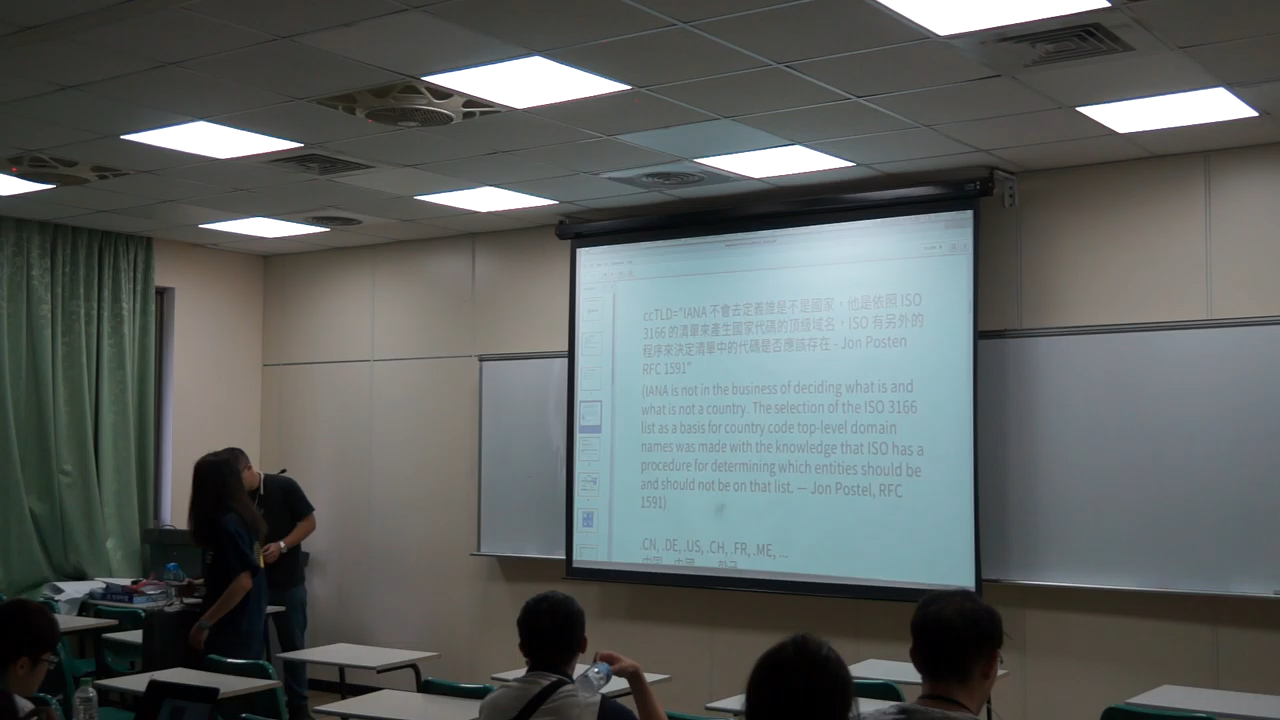 ccTLD="IANA 不會去定義誰是不是國家，他是依照 ISO
3166 的清單來產生國家代碼的頂級域名，ISO 有另外的
程序來決定清單中的代碼是否應該存在 - Jon Posten
RFC 1591"
(IANA is not in the business of deciding what is and
what is not a country. The selection of the ISO 3166
list as a basis for country code top-level domain
names was made with the knowledge that ISO has a
procedure for determining which entities should be
and should not be on that list. — Jon Postel, RFC
1591)
.CN, .DE, .US, .CH, .FR, .ME, ...